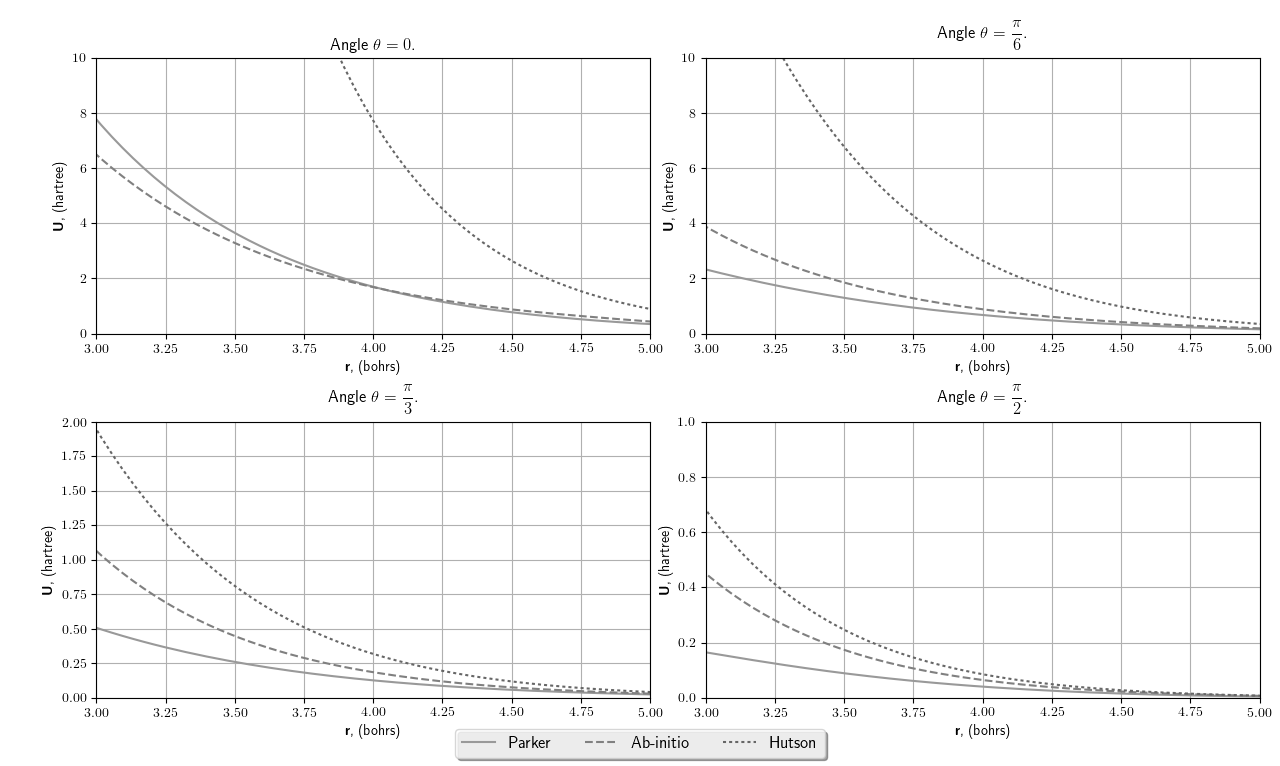 Angle θ = 0.
10
8
6
4
2
0
U, (hartree)
3.00 3.25 3.50 3.75 4.00 4.25 4.50 4.75 5.00
r, (bohrs)
Angle θ = π/6.
10
8
6
4
2
0
U, (hartree)
3.00 3.25 3.50 3.75 4.00 4.25 4.50 4.75 5.00
r, (bohrs)
Angle θ = π/3.
2.00
1.75
1.50
1.25
1.00
0.75
0.50
0.25
0.00
U, (hartree)
3.00 3.25 3.50 3.75 4.00 4.25 4.50 4.75 5.00
r, (bohrs)
Angle θ = π/2.
1.0
0.8
0.6
0.4
0.2
0.0
U, (hartree)
3.00 3.25 3.50 3.75 4.00 4.25 4.50 4.75 5.00
r, (bohrs)
Parker Ab-initio Hutson